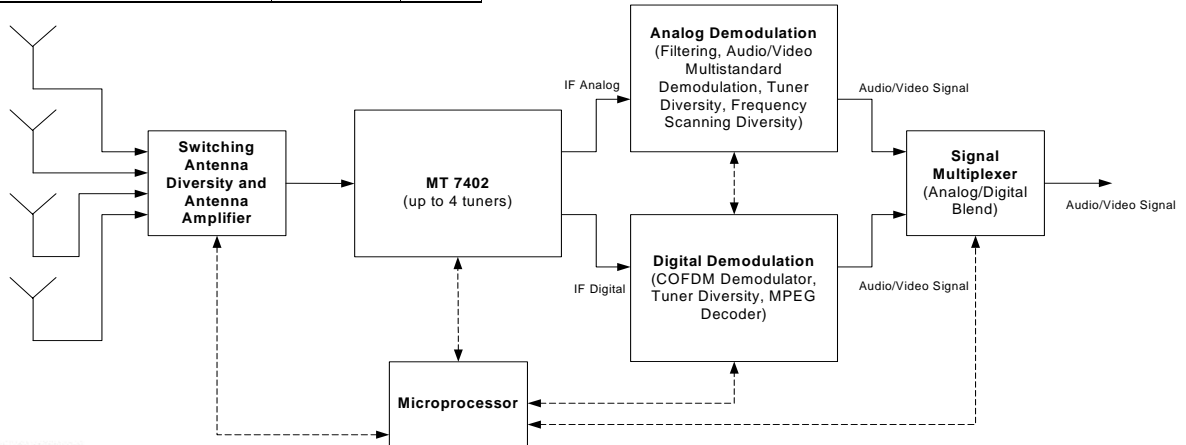 Analog Demodulation
(Filtering, Audio/Video
Multistandard
Demodulation, Tuner
Diversity, Frequency
Scanning Diversity)
IF Analog
Audio/Video Signal
Switching
Antenna
Diversity and
Antenna
Amplifier
MT 7402
(up to 4 tuners)
Signal
Multiplexer
(Analog/Digital
Blend)
Audio/Video Signal
Digital Demodulation
(COFDM Demodulator,
Tuner Diversity, MPEG
Decoder)
IF Digital
Audio/Video Signal
Microprocessor